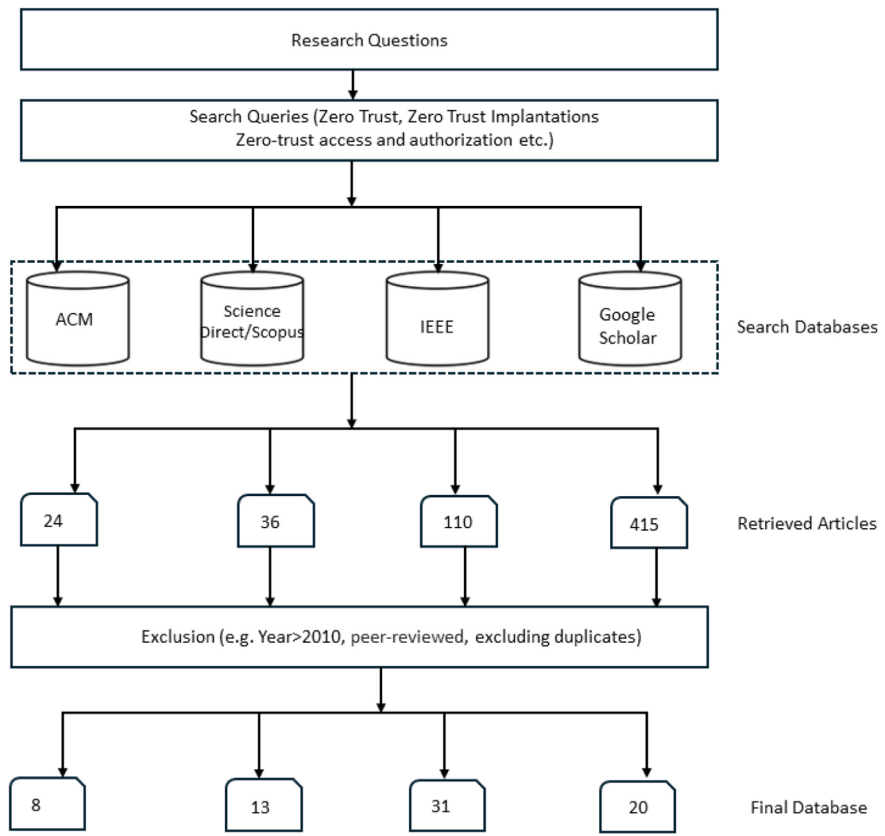 Research Questions
Search Queries (Zero Trust, Zero Trust Implantations
Zero-trust access and authorization etc.)
ACM
Science
Direct/Scopus
IEEE
Google
Scholar
Search Databases
24
36
110
415
Retrieved Articles
Exclusion (e.g. Year>2010, peer-reviewed, excluding duplicates)
8
13
31
20
Final Database